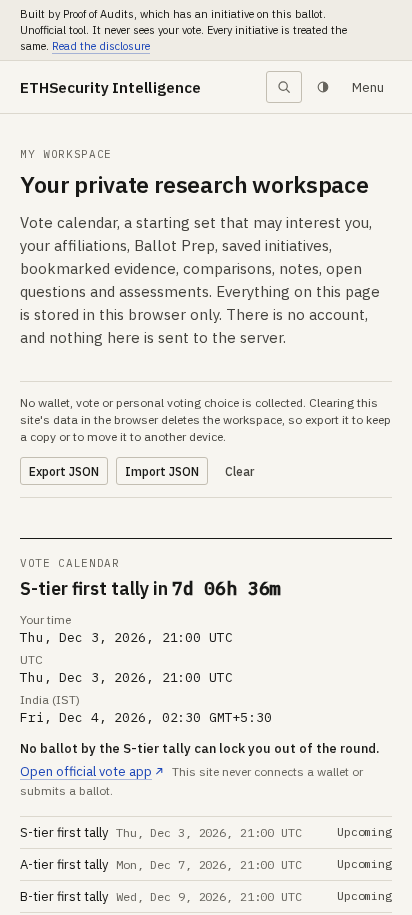 Built by Proof of Audits, which has an initiative on this ballot.
Unofficial tool. It never sees your vote. Every initiative is treated the
same. Read the disclosure
ETHSecurity Intelligence
Menu
MY WORKSPACE
Your private research workspace
Vote calendar, a starting set that may interest you,
your affiliations, Ballot Prep, saved initiatives,
bookmarked evidence, comparisons, notes, open
questions and assessments. Everything on this page
is stored in this browser only. There is no account,
and nothing here is sent to the server.
No wallet, vote or personal voting choice is collected. Clearing this
site's data in the browser deletes the workspace, so export it to keep
a copy or to move it to another device.
Export JSON Import JSON Clear
VOTE CALENDAR
S-tier first tally in 7d 06h 36m
Your time
Thu, Dec 3, 2026, 21:00 UTC
UTC
Thu, Dec 3, 2026, 21:00 UTC
India (IST)
Fri, Dec 4, 2026, 02:30 GMT+5:30
No ballot by the S-tier tally can lock you out of the round.
Open official vote app ↗ This site never connects a wallet or
submits a ballot.
S-tier first tally Thu, Dec 3, 2026, 21:00 UTC Upcoming
A-tier first tally Mon, Dec 7, 2026, 21:00 UTC Upcoming
B-tier first tally Wed, Dec 9, 2026, 21:00 UTC Upcoming